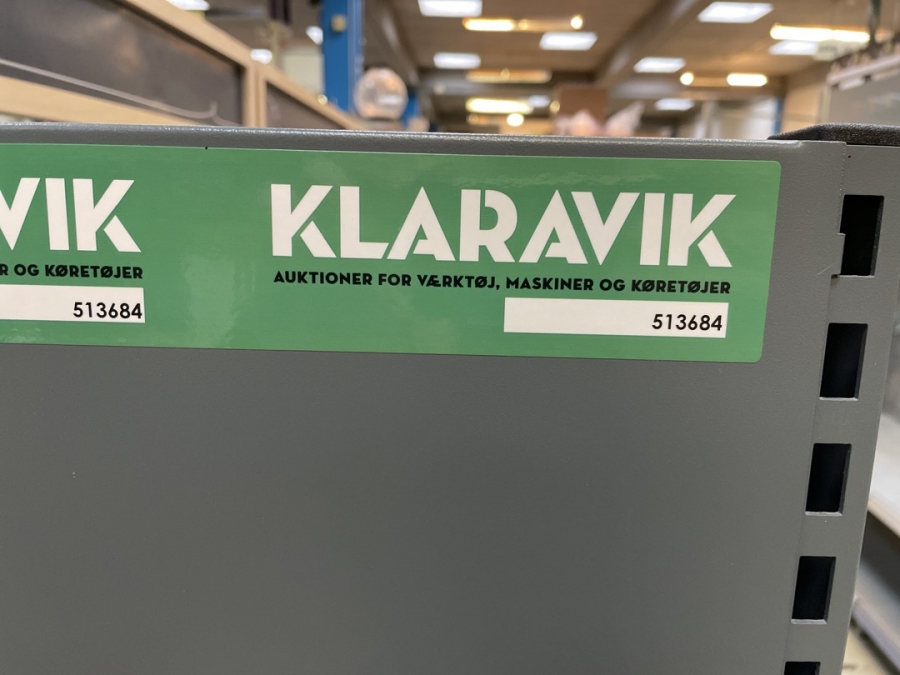 VIK
R OG KØRETØJER
513684
KLARAVIK
AUKTIONER FOR VÆRKTØJ, MASKINER OG KØRETØJER
513684